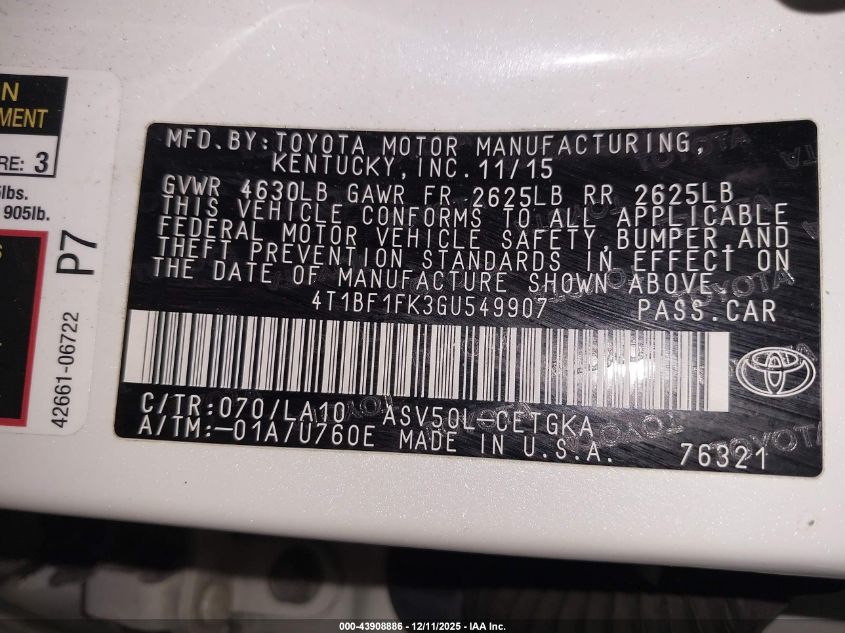 N
EMENT
RE: 3
lbs.
905lb.
S
P7
42661-06722
MFD.BY:TOYOTA MOTOR MANUFACTURING,
KENTUCKY,INC.11/15
GVWR 4630LB GAWR FR 2625LB RR 2625LB
THIS VEHICLE CONFORMS TO ALL APPLICABLE
FEDERAL MOTOR VEHICLE SAFETY,BUMPER,AND
THEFT PREVENTION STANDARDS IN EFFECT ON
THE DATE OF MANUFACTURE SHOWN ABOVE.
4T1BF1FK3GU549907 PASS.CAR
C/TR:070/LA10 ASV50L-CETGKA
A/TM:-01A/U760E MADE IN U.S.A. 76321
000-43908886 - 12/11/2025 - IAA Inc.